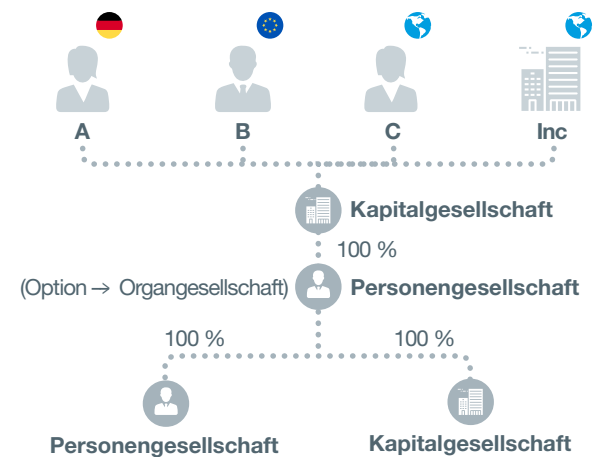 A B C Inc
Kapitalgesellschaft
100 %
(Option → Organgesellschaft) Personengesellschaft
100 % 100 %
Personengesellschaft Kapitalgesellschaft